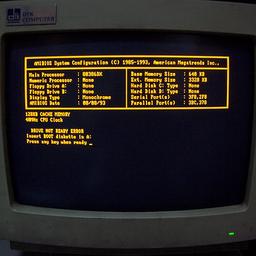 DTK
COMPUTER
AMIBIOS System Configuration (C) 1985-1993, American Megatrends Inc.,
Main Processor : 80386DX Base Memory Size : 640 KB
Numeric Processor : None Ext. Memory Size : 3328 KB
Floppy Drive A: : None Hard Disk C: Type : None
Floppy Drive B: : None Hard Disk D: Type : None
Display Type : Monochrome Serial Port(s) : 3F8,2F8
AMIBIOS Date : 08/08/93 Parallel Port(s) : 3BC,378
128KB CACHE MEMORY
40MHz CPU Clock
DRIVE NOT READY ERROR
Insert BOOT diskette in A:
Press any key when ready _